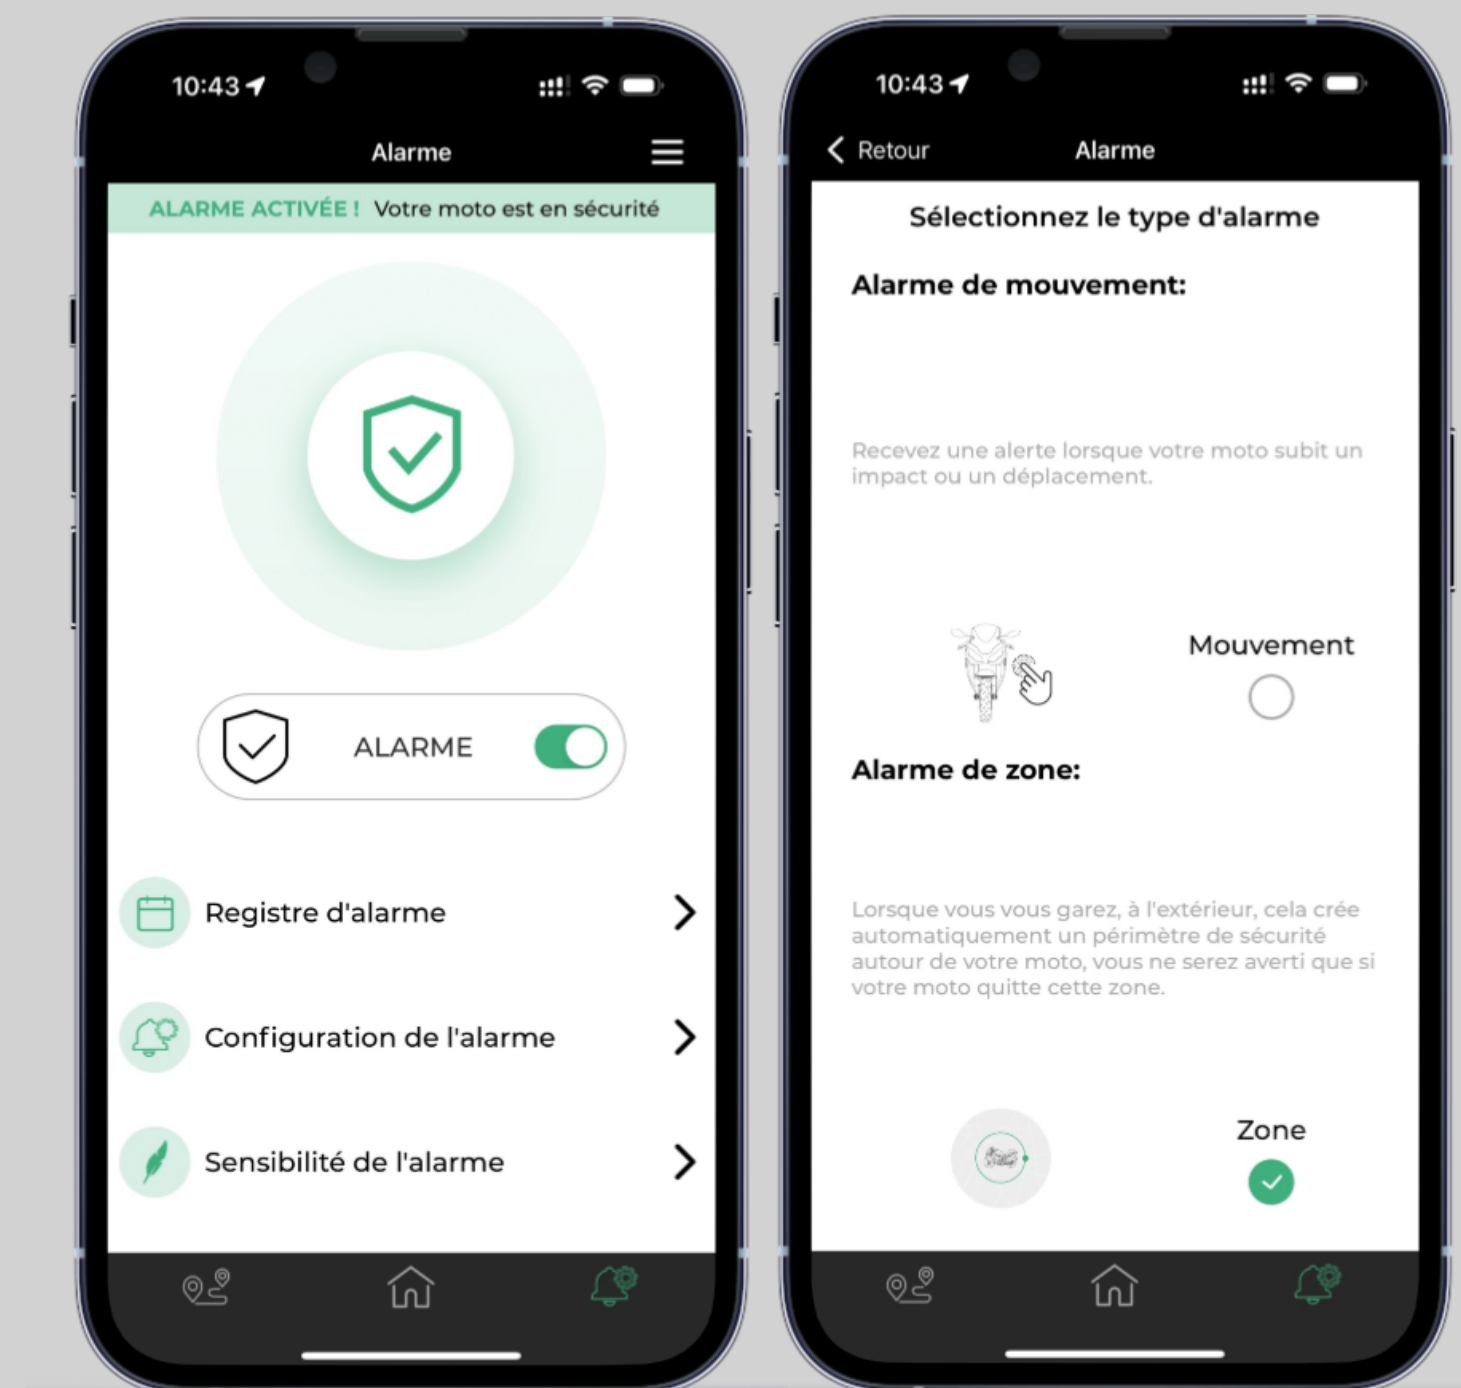 10:43
Alarme
ALARME ACTIVÉE ! Votre moto est en sécurité
ALARME
Registre d'alarme
Configuration de l'alarme
Sensibilité de l'alarme
10:43
Retour Alarme
Sélectionnez le type d'alarme
Alarme de mouvement:
Recevez une alerte lorsque votre moto subit un
impact ou un déplacement.
Mouvement
Alarme de zone:
Lorsque vous vous garez, à l'extérieur, cela crée
automatiquement un périmètre de sécurité
autour de votre moto, vous ne serez averti que si
votre moto quitte cette zone.
Zone